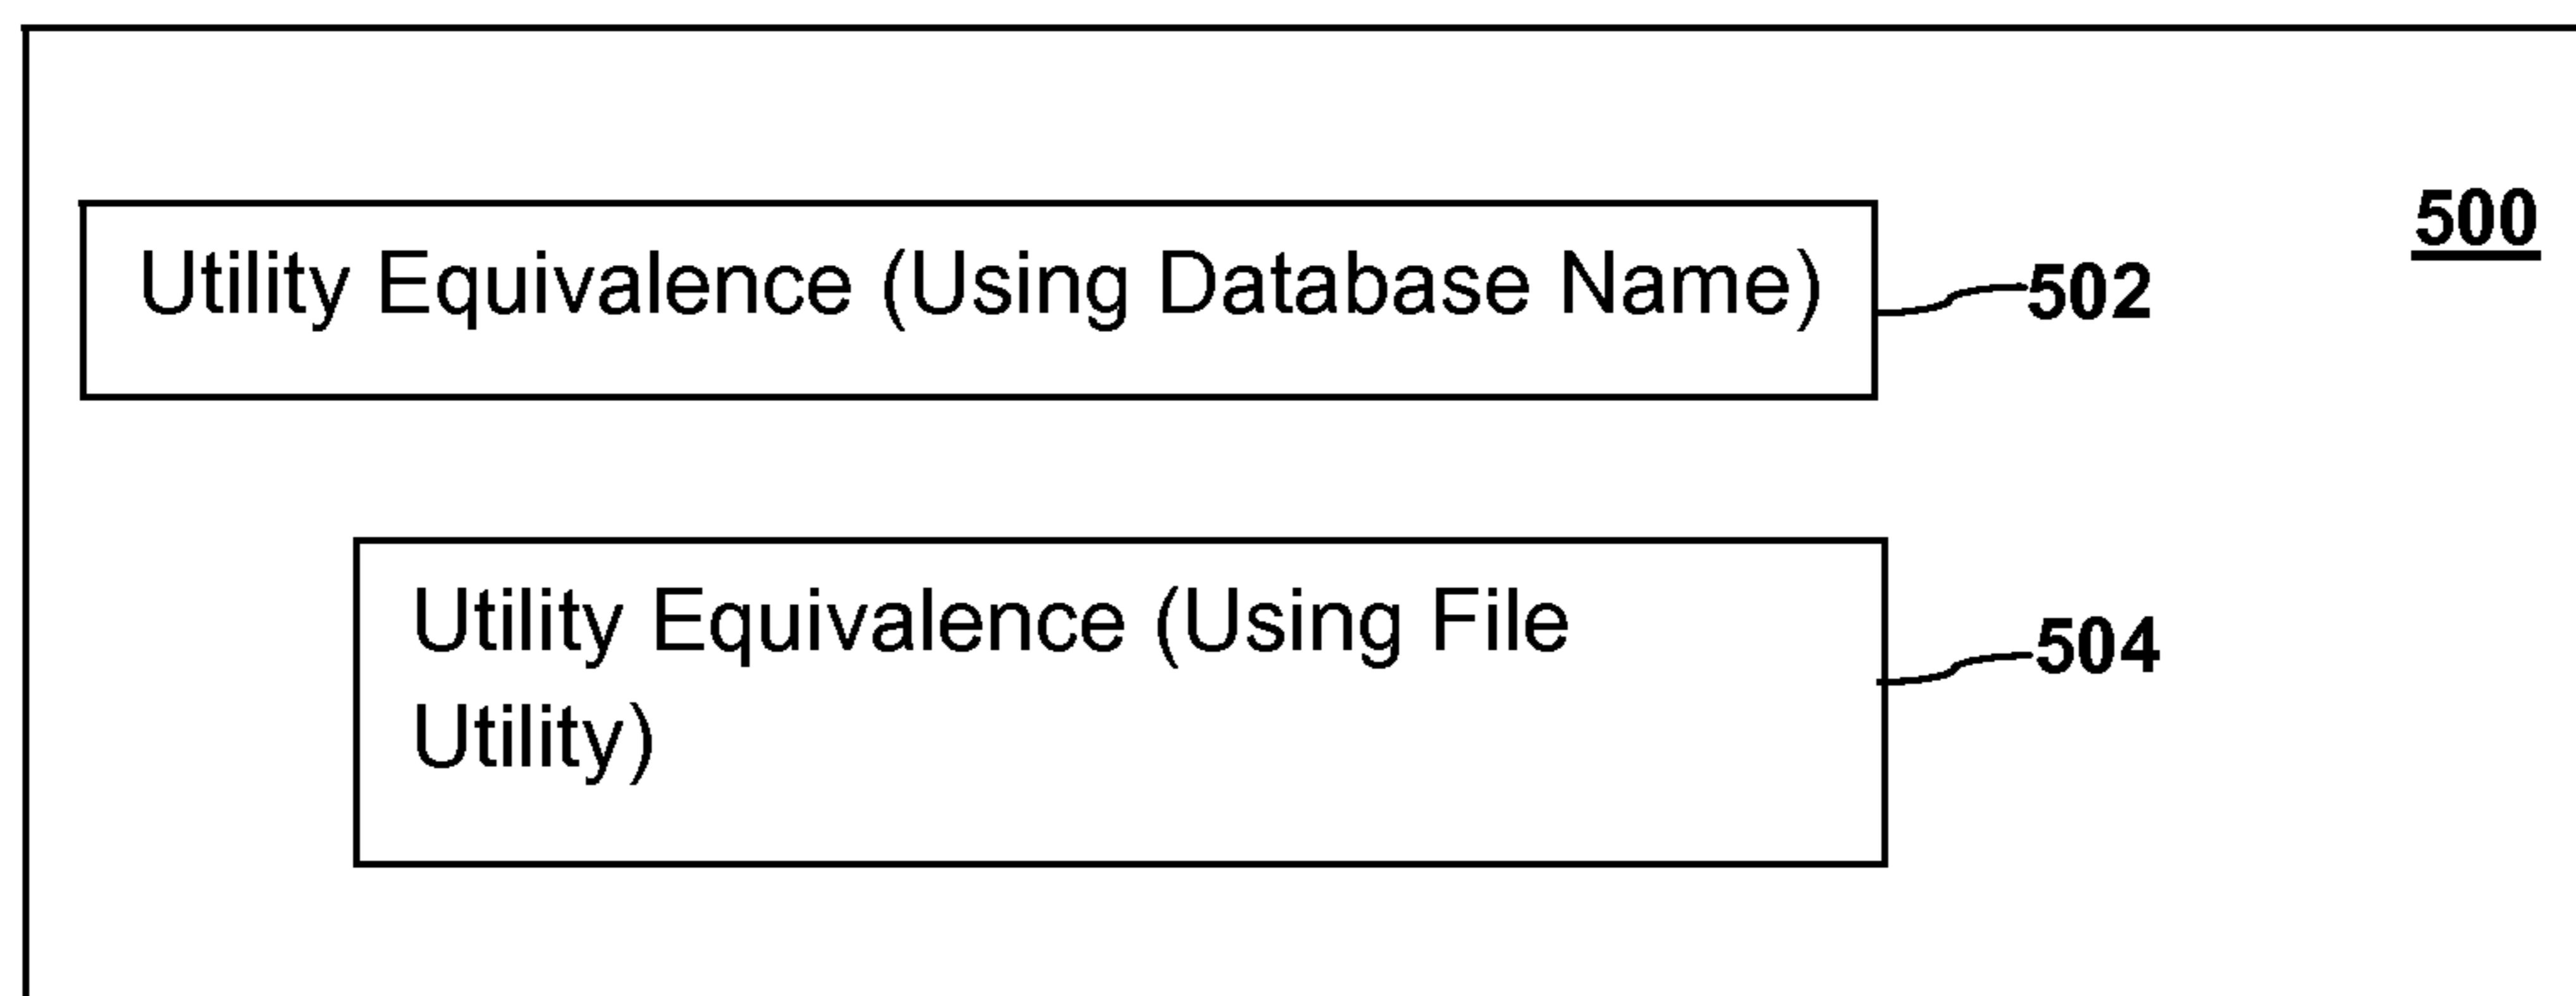 500
Utility Equivalence (Using Database Name)
502
Utility Equivalence (Using File
Utility)
504